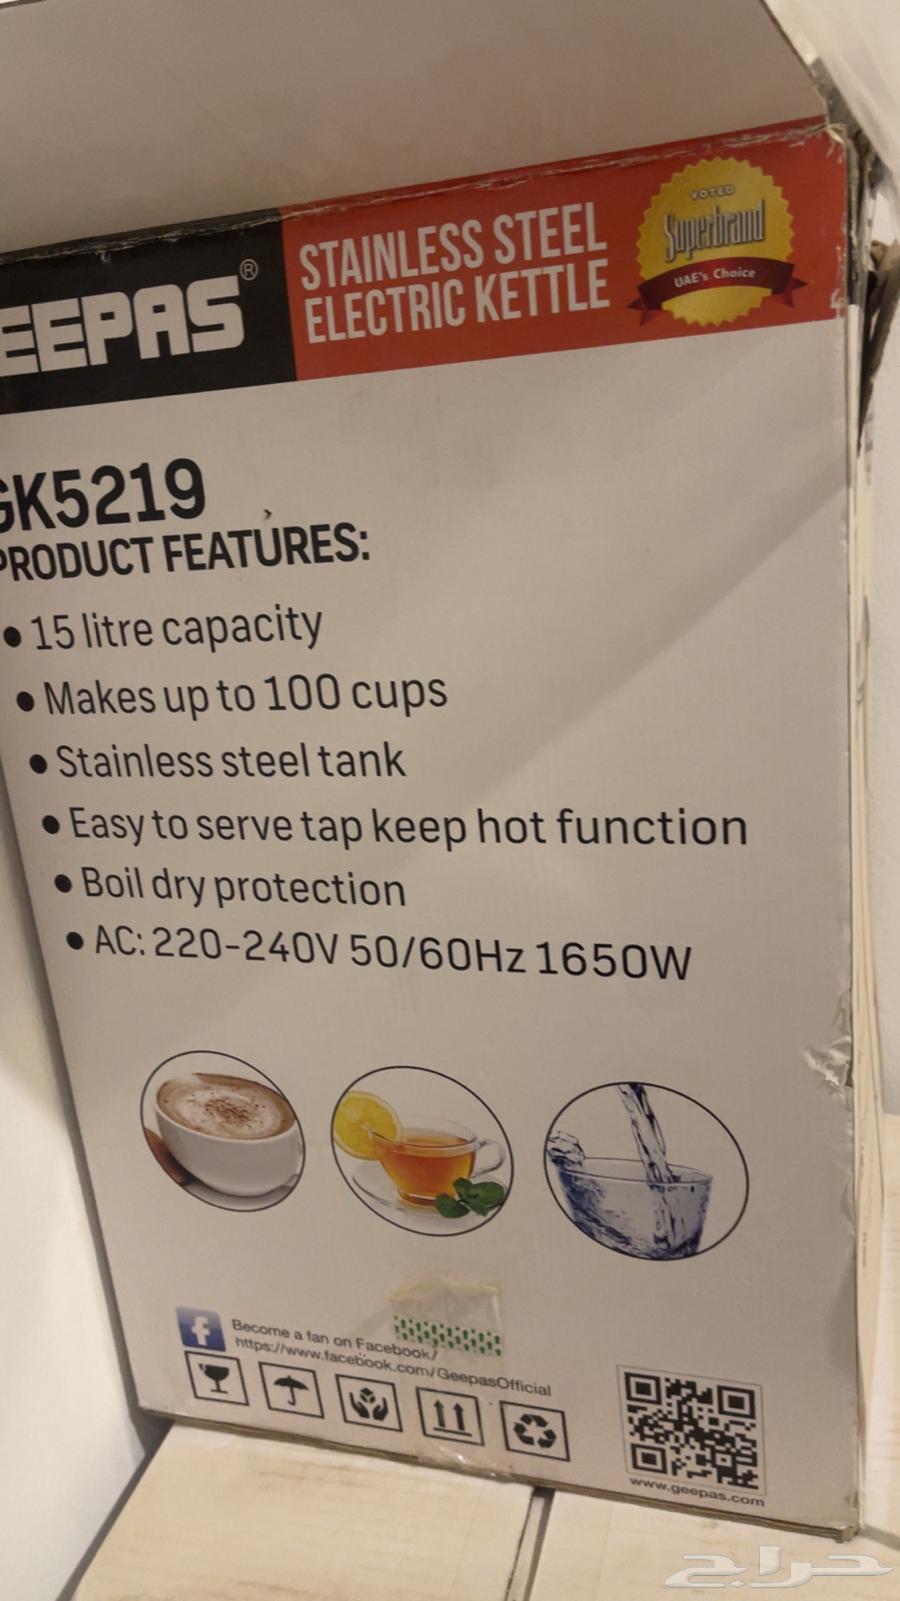 EEPAS®
STAINLESS STEEL
ELECTRIC KETTLE
VOTED
Superbrand
UAE's Choice
GK5219
PRODUCT FEATURES:
• 15 litre capacity
• Makes up to 100 cups
• Stainless steel tank
• Easy to serve tap keep hot function
• Boil dry protection
• AC: 220-240V 50/60Hz 1650W
Become a fan on Facebook/
https://www.facebook.com/GeepasOfficial
www.geepas.com
حراج